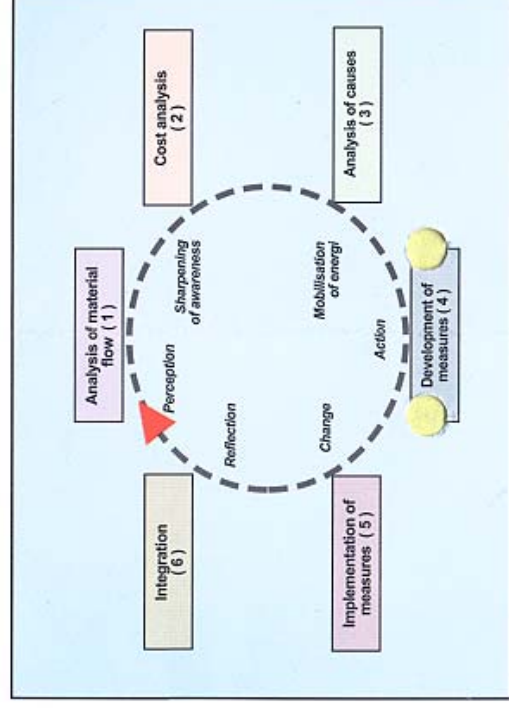 Analysis of material
flow ( 1 )
Cost analysis
( 2 )
Analysis of causes
( 3 )
Development of
measures ( 4 )
Implementation of
measures ( 5 )
Integration
( 6 )
Perception
Sharpening
of awareness
Mobilisation
of energi
Action
Change
Reflection